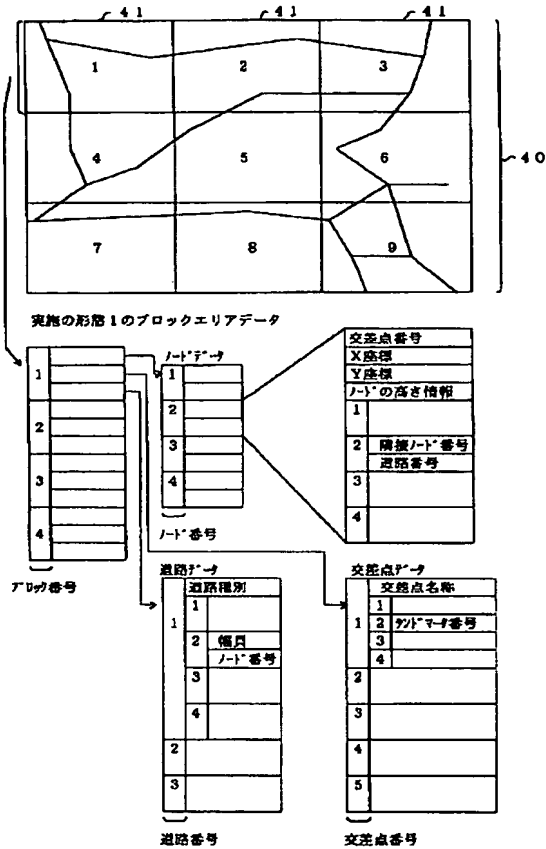 41 41 41
1 2 3
4 5 6
40
7 8 9
実施の形態1のブロックエリアデータ
1
2
3
4
ブロック番号
ノードデータ
1
2
3
4
ノード番号
交差点番号
X座標
Y座標
ノードの高さ情報
1
2 隣接ノード番号
道路番号
3
4
道路データ
道路種別
1
1
2 幅員
ノード番号
3
4
2
3
道路番号
交差点データ
交差点名称
1
1
2 ランドマーク番号
3
4
2
3
4
5
交差点番号